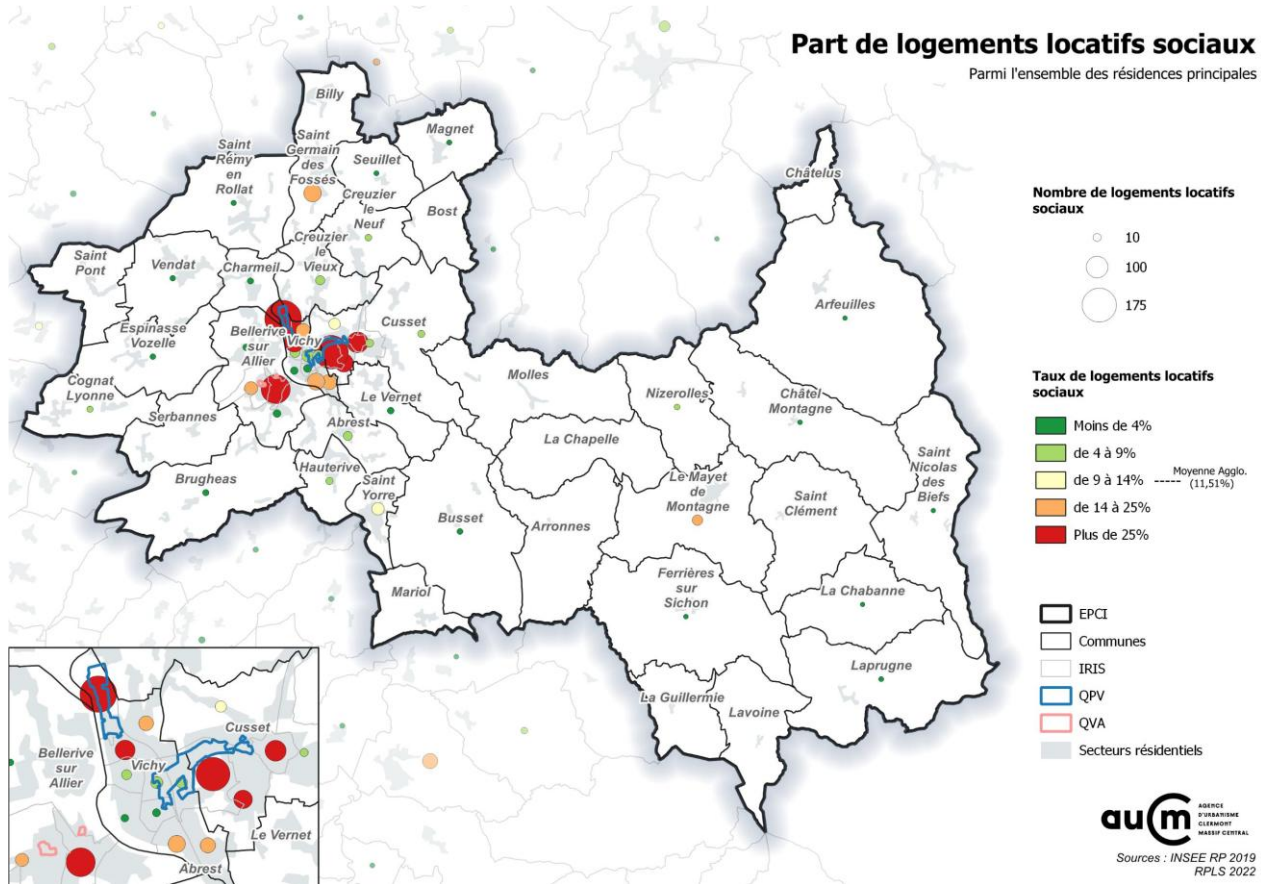 Part de logements locatifs sociaux
Parmi l'ensemble des résidences principales
Billy
Magnet
Saint
Rémy
en
Rollat
Saint
Germain
des
Fossés
Seuillet
Creuzier
le
Neuf
Bost
Châtelus
Saint
Pont
Vendat
Charmeil
Creuzier
le
Vieux
Arfeuilles
Espinasse
Vozelle
Bellerive
sur
Allier
Vichy
Cusset
Cognat
Lyonne
Serbannes
Le Vernet
Molles
Nizerolles
Châtel
Montagne
Abrest
La Chapelle
Saint
Nicolas
des
Biefs
Brugheas
Hauterive
Saint
Yorre
Busset
Arronnes
Le Mayet
de
Montagne
Saint
Clément
Mariol
Ferrières
sur
Sichon
La Chabanne
Laprugne
La Guillermie
Lavoine
Nombre de logements locatifs
sociaux
10
100
175
Taux de logements locatifs
sociaux
Moins de 4%
de 4 à 9%
de 9 à 14% ----- Moyenne Agglo.
(11,51%)
de 14 à 25%
Plus de 25%
EPCI
Communes
IRIS
QPV
QVA
Secteurs résidentiels
Cusset
Bellerive
sur
Allier
Vichy
Le Vernet
Abrest
aucm
AGENCE
D'URBANISME
CLERMONT
MASSIF CENTRAL
Sources : INSEE RP 2019
RPLS 2022